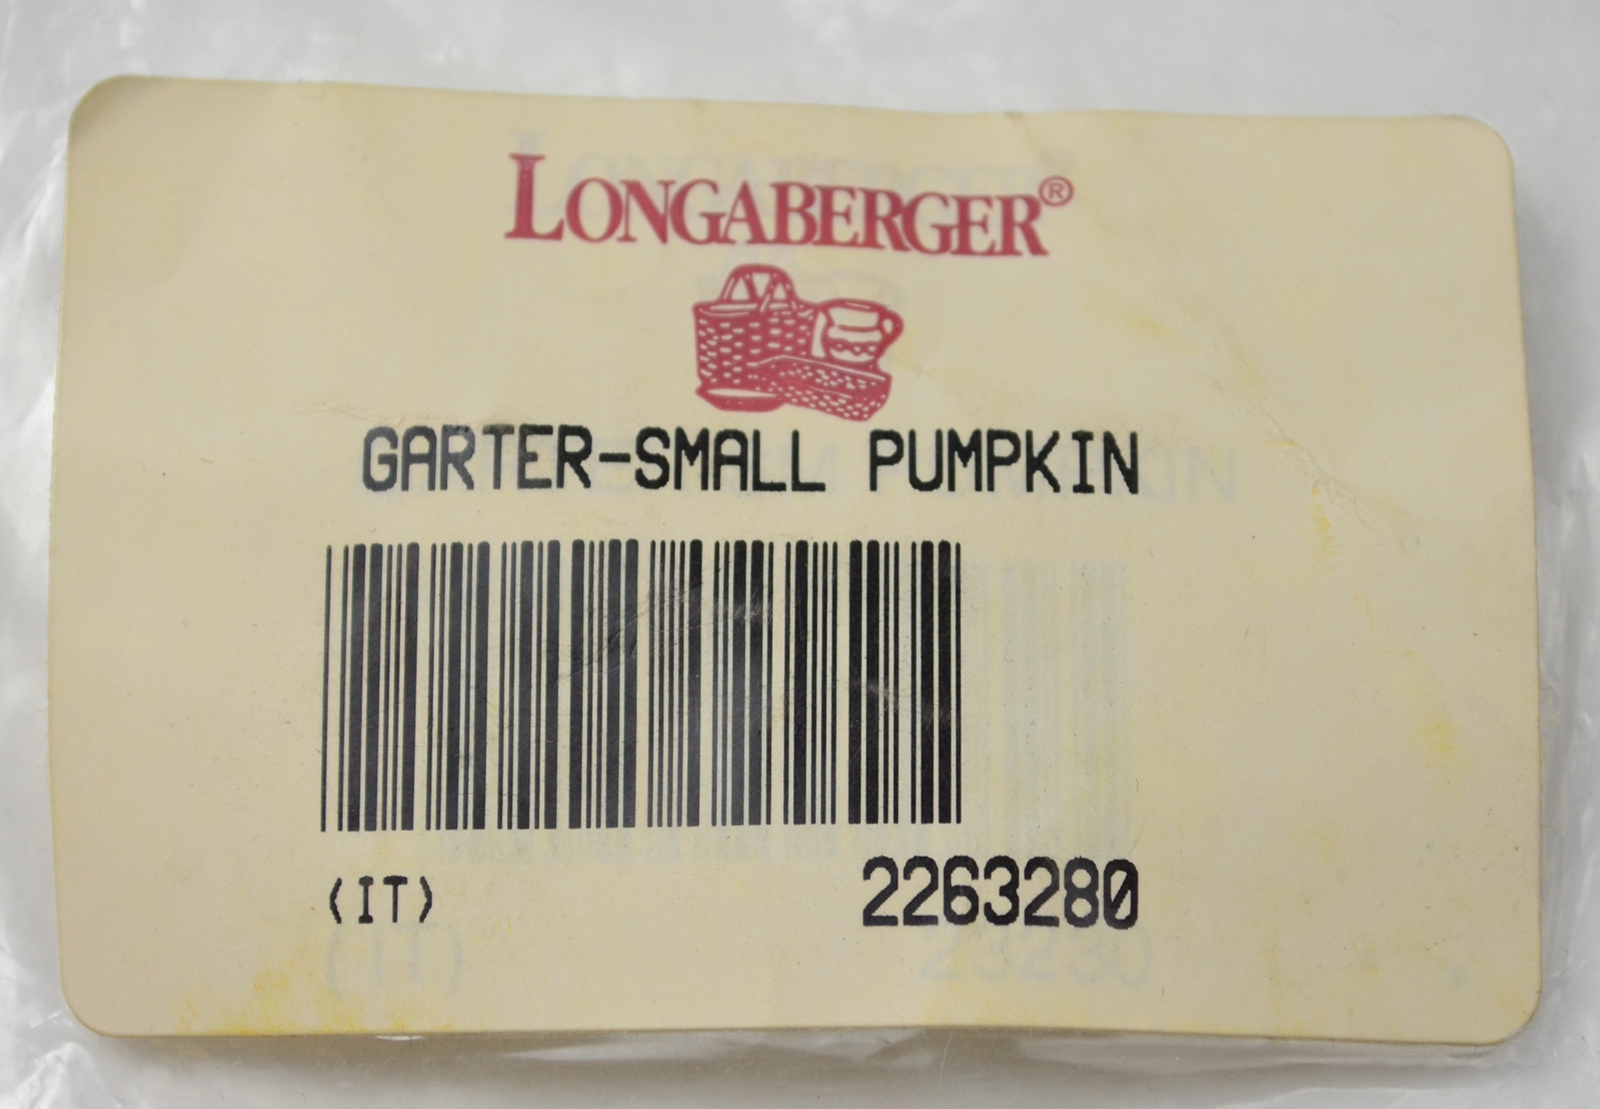 LONGABERGER®
GARTER-SMALL PUMPKIN
(IT)
2263280